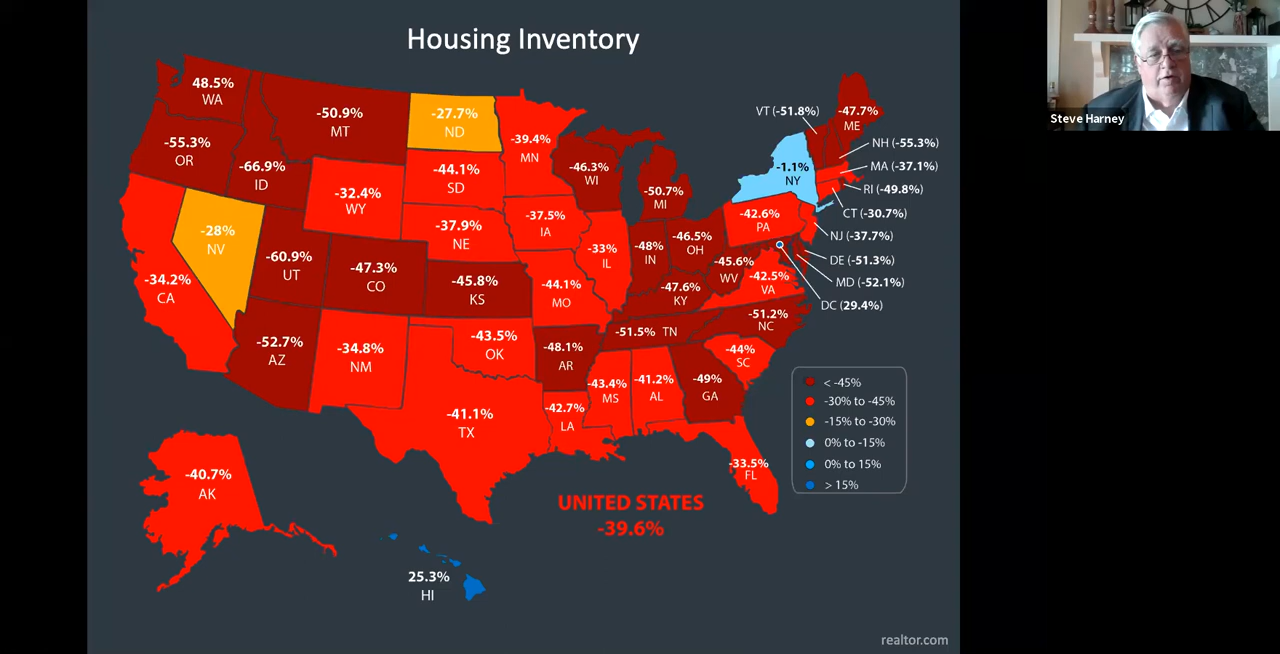 Housing Inventory
Steve Harney
48.5%
WA
-50.9%
MT
-27.7%
ND
-39.4%
MN
VT (-51.8%)
-47.7%
ME
-55.3%
OR
-66.9%
ID
-44.1%
SD
-46.3%
WI
-50.7%
MI
-1.1%
NY
NH (-55.3%)
MA (-37.1%)
RI (-49.8%)
CT (-30.7%)
NJ (-37.7%)
DE (-51.3%)
MD (-52.1%)
DC (29.4%)
-32.4%
WY
-28%
NV
-37.9%
NE
-37.5%
IA
-33%
IL
-48%
IN
-46.5%
OH
-42.6%
PA
-34.2%
CA
-60.9%
UT
-47.3%
CO
-45.8%
KS
-44.1%
MO
-47.6%
KY
-45.6%
WV
-42.5%
VA
-52.7%
AZ
-34.8%
NM
-43.5%
OK
-48.1%
AR
-51.5% TN
-51.2%
NC
-44%
SC
-41.1%
TX
-42.7%
LA
-43.4%
MS
-41.2%
AL
-49%
GA
-33.5%
FL
-40.7%
AK
25.3%
HI
UNITED STATES
-39.6%
< -45%
-30% to -45%
-15% to -30%
0% to -15%
0% to 15%
> 15%
realtor.com